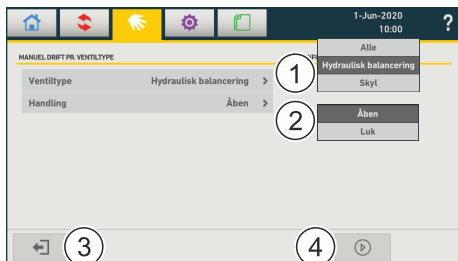 1-Jun-2020
10:00
?
MANUEL DRIFT PR. VENTILTYPE
Ventiltype Hydraulisk balancering >
Handling Åben >
Alle
Hydraulisk balancering
Skyl
1
Åben
Luk
2
3
4